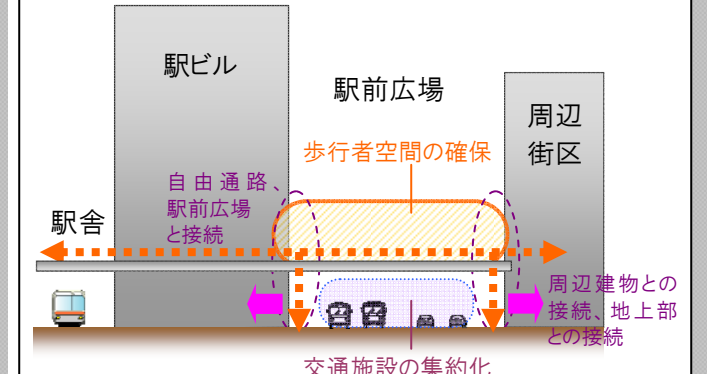 駅ビル
駅前広場
周辺
街区
歩行者空間の確保
自由通路、
駅前広場
と接続
駅舎
周辺建物との
接続、地上部
との接続
交通施設の集約化